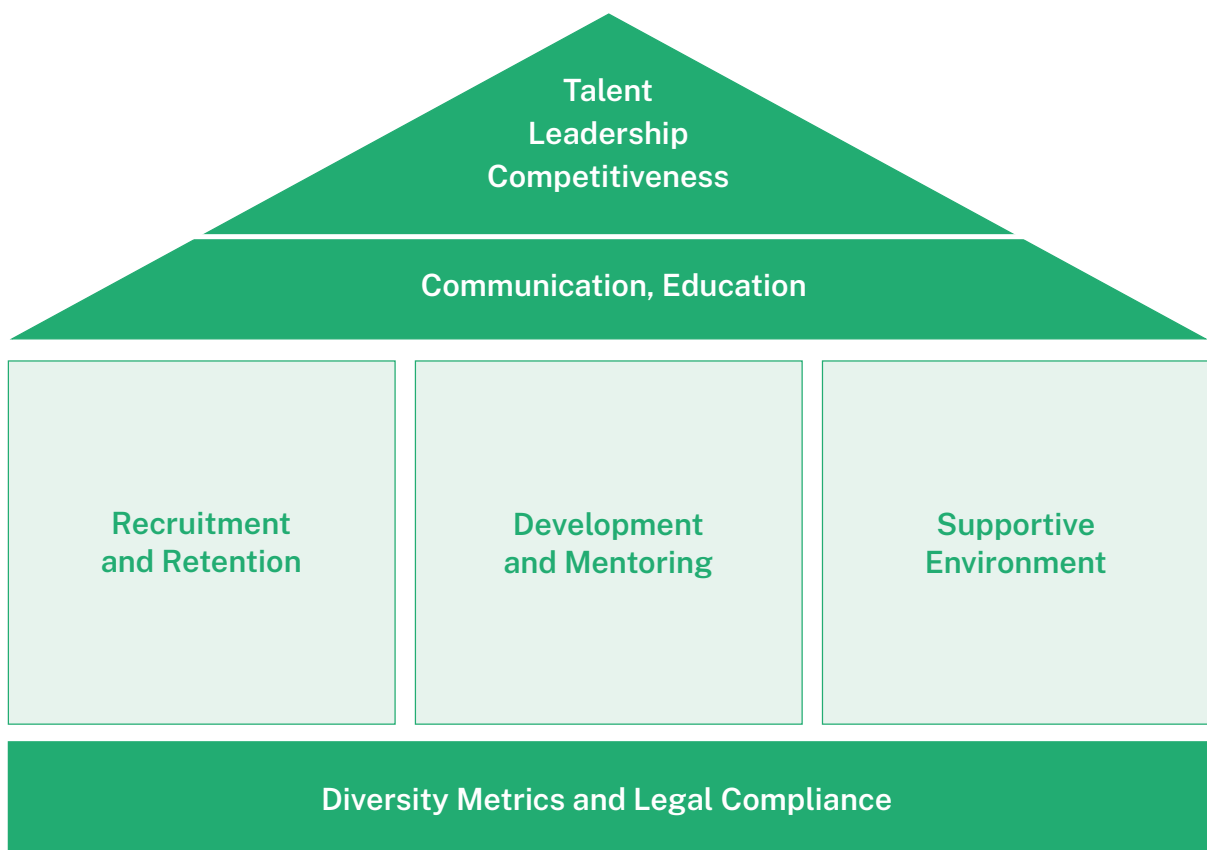 Talent
Leadership
Competitiveness
Communication, Education
Recruitment
and Retention
Development
and Mentoring
Supportive
Environment
Diversity Metrics and Legal Compliance